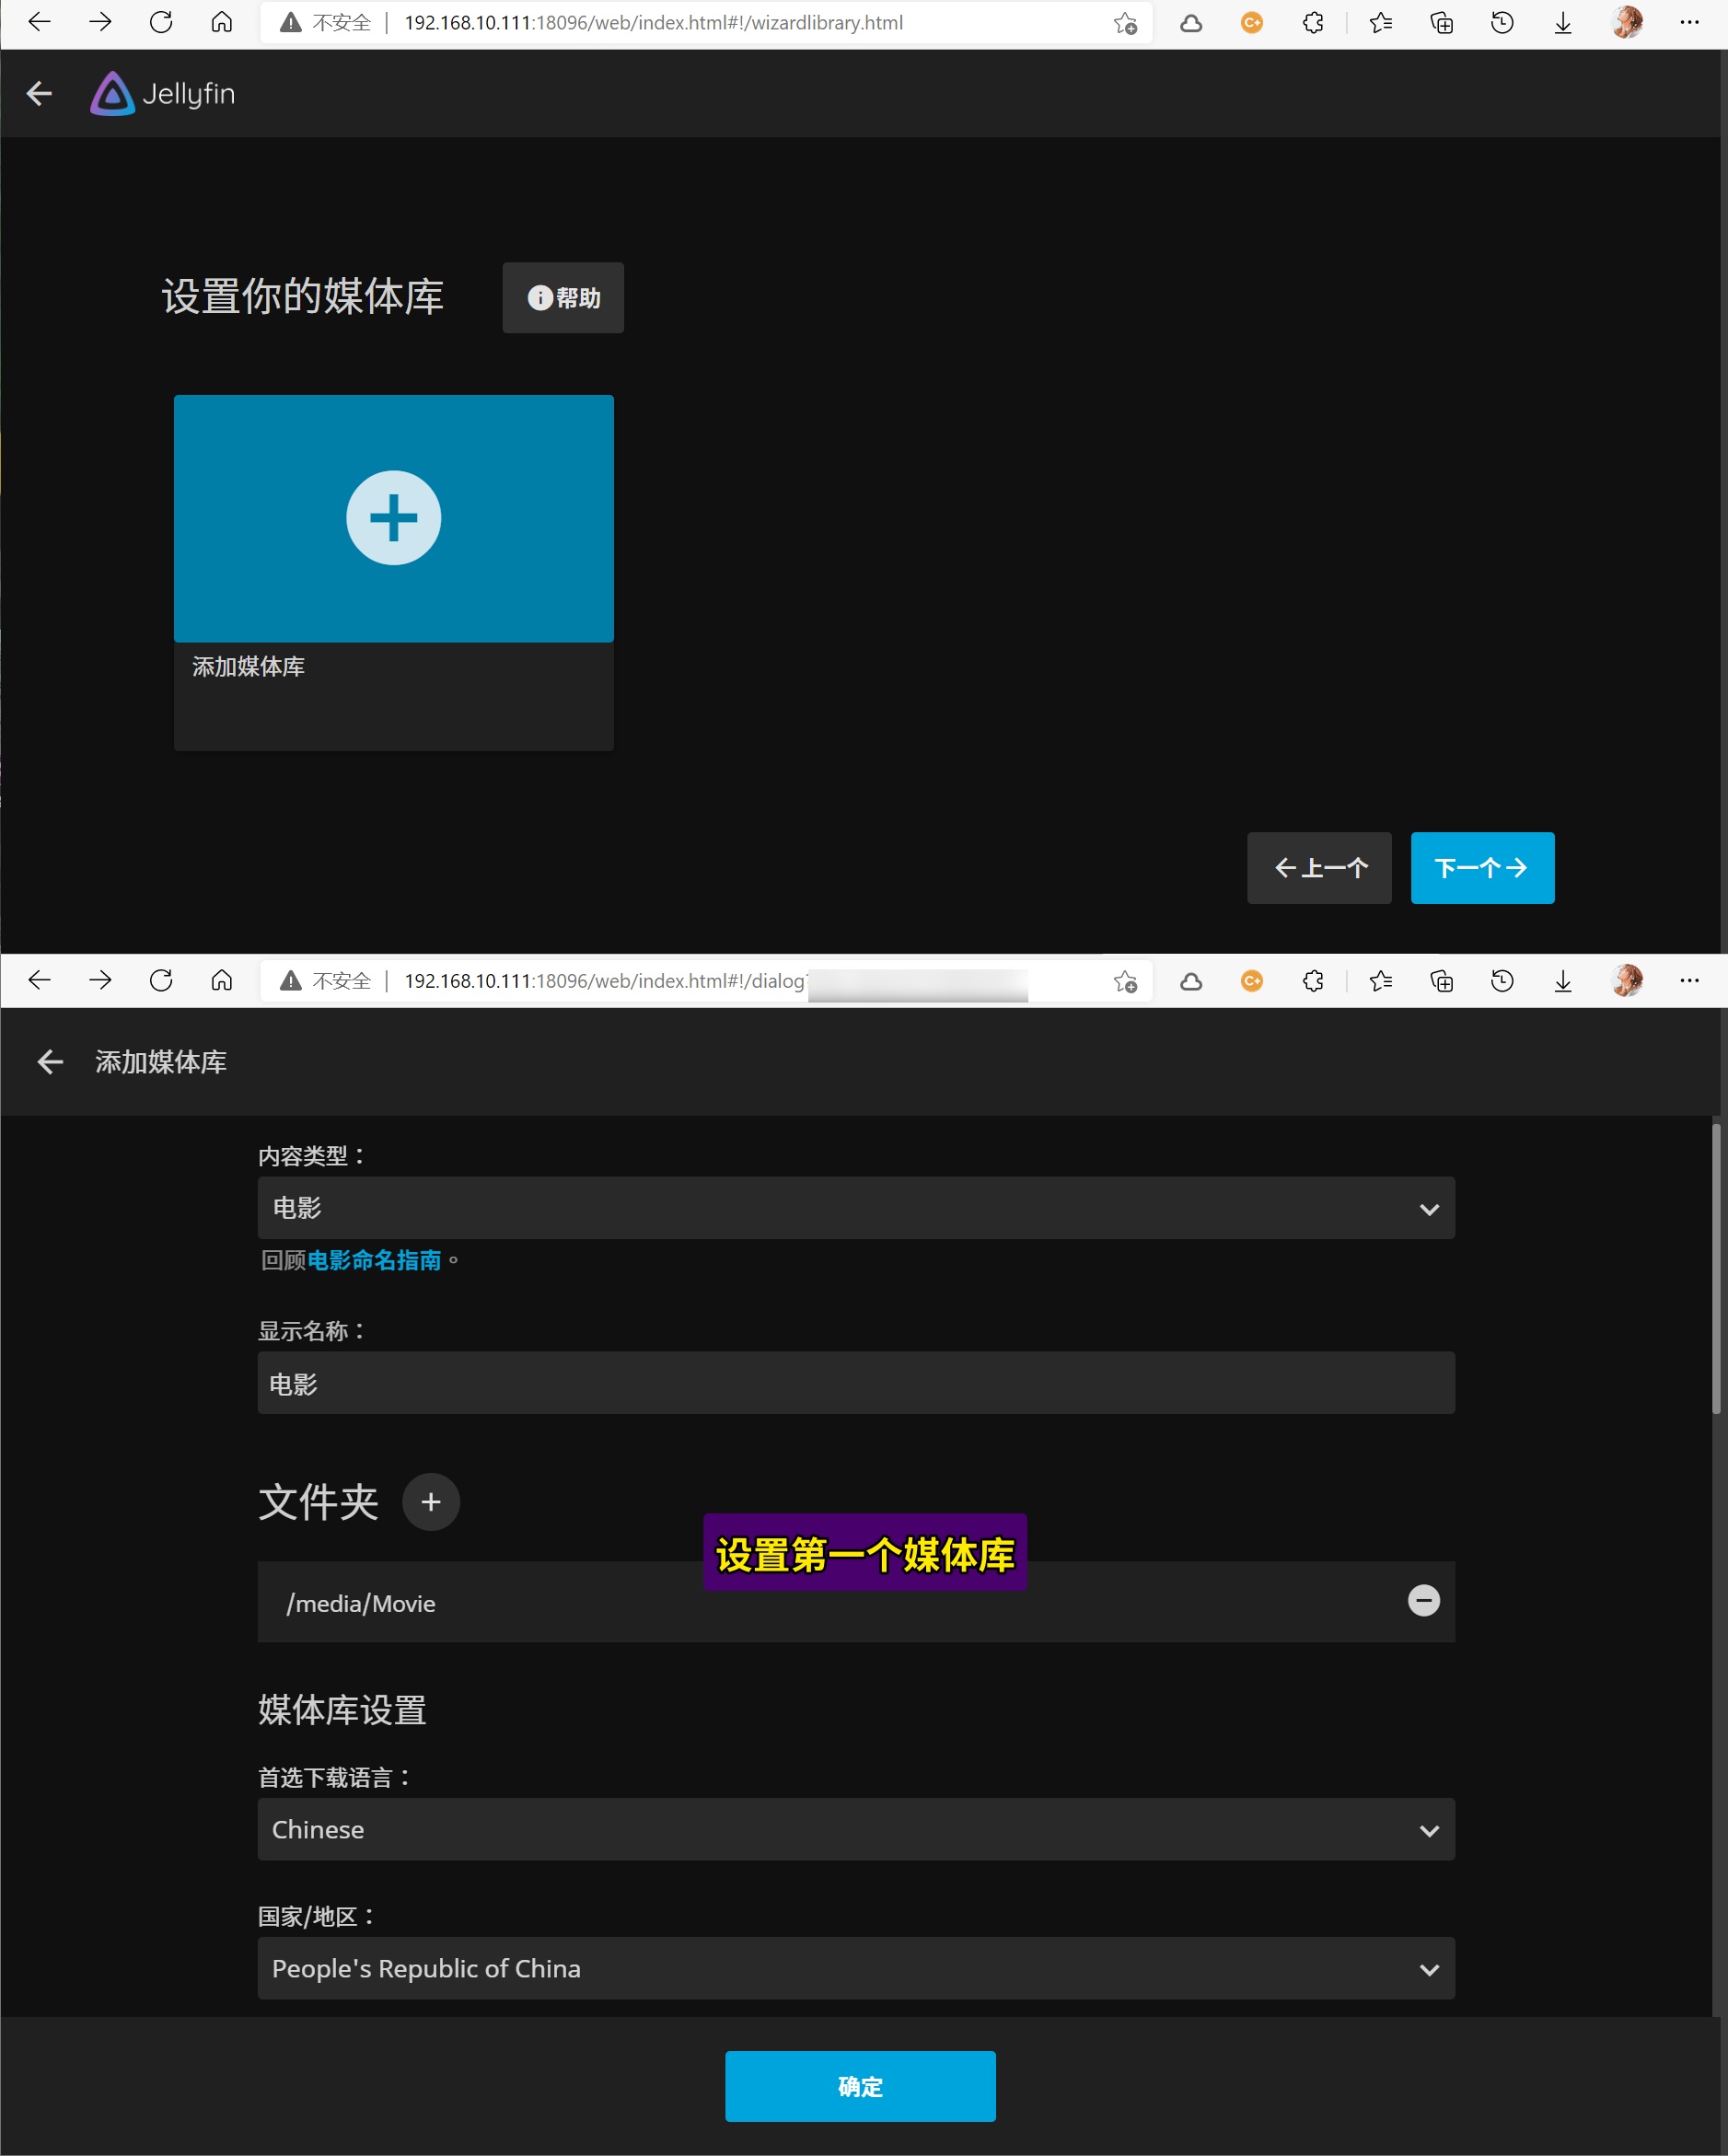 不安全 192.168.10.111:18096/web/index.html#!/wizardlibrary.html
Jellyfin
设置你的媒体库
帮助
添加媒体库
上一个
下一个
不安全 192.168.10.111:18096/web/index.html#!/dialog
添加媒体库
内容类型：
电影
回顾电影命名指南。
显示名称：
电影
文件夹
设置第一个媒体库
/media/Movie
媒体库设置
首选下载语言：
Chinese
国家/地区：
People's Republic of China
确定